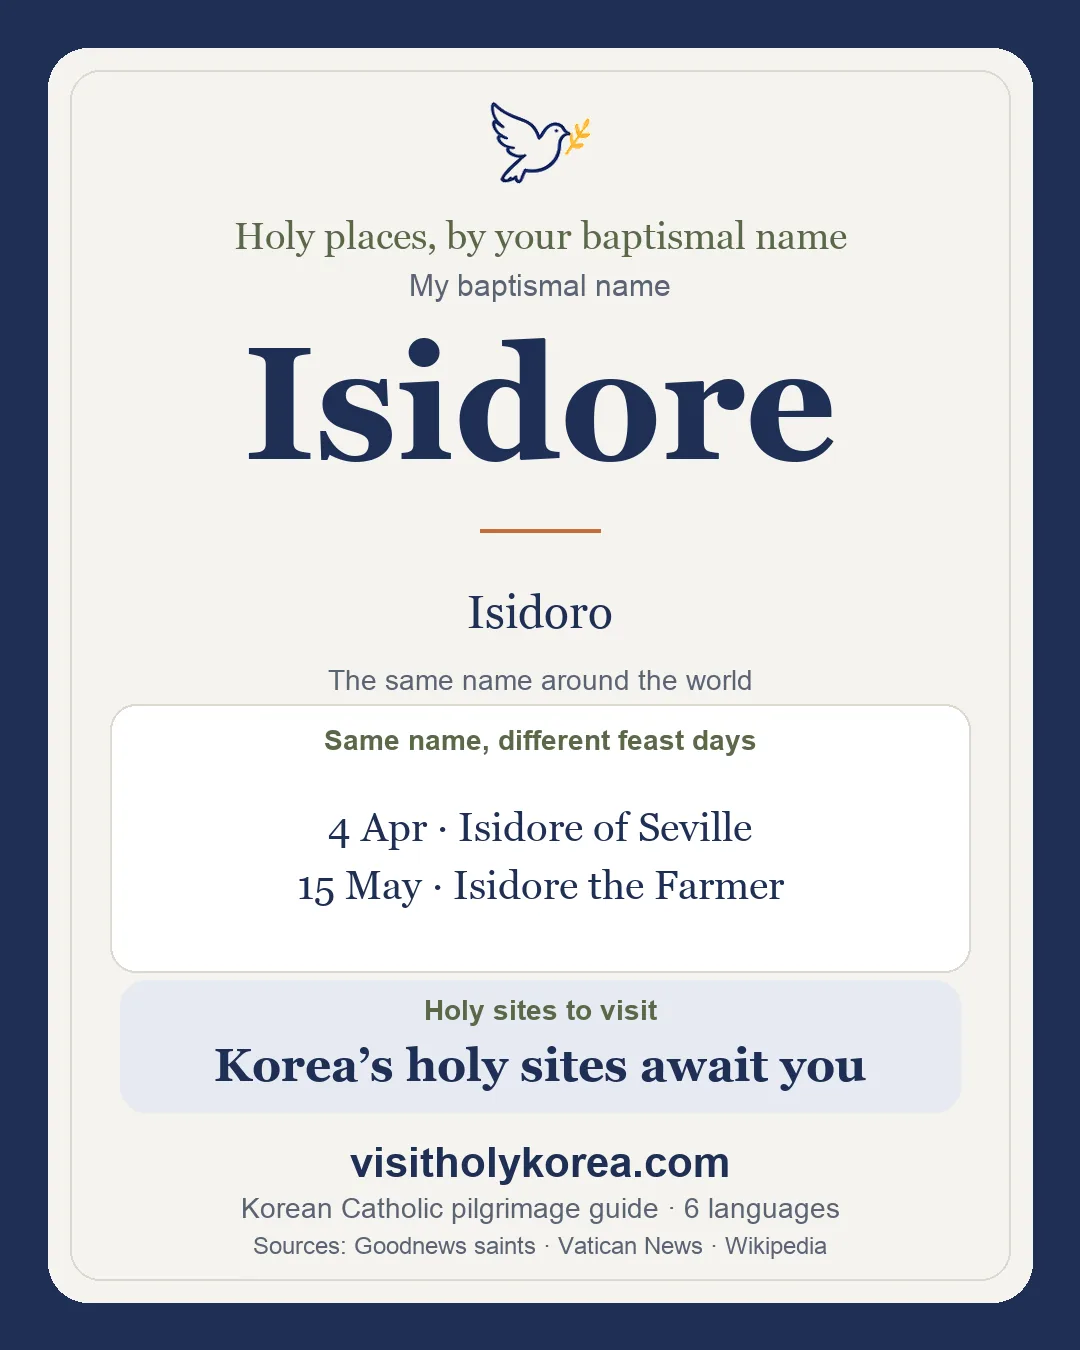 Holy places, by your baptismal name
My baptismal name
Isidore
Isidoro
The same name around the world
Same name, different feast days
4 Apr · Isidore of Seville
15 May · Isidore the Farmer
Holy sites to visit
Korea’s holy sites await you
visitholykorea.com
Korean Catholic pilgrimage guide · 6 languages
Sources: Goodnews saints · Vatican News · Wikipedia